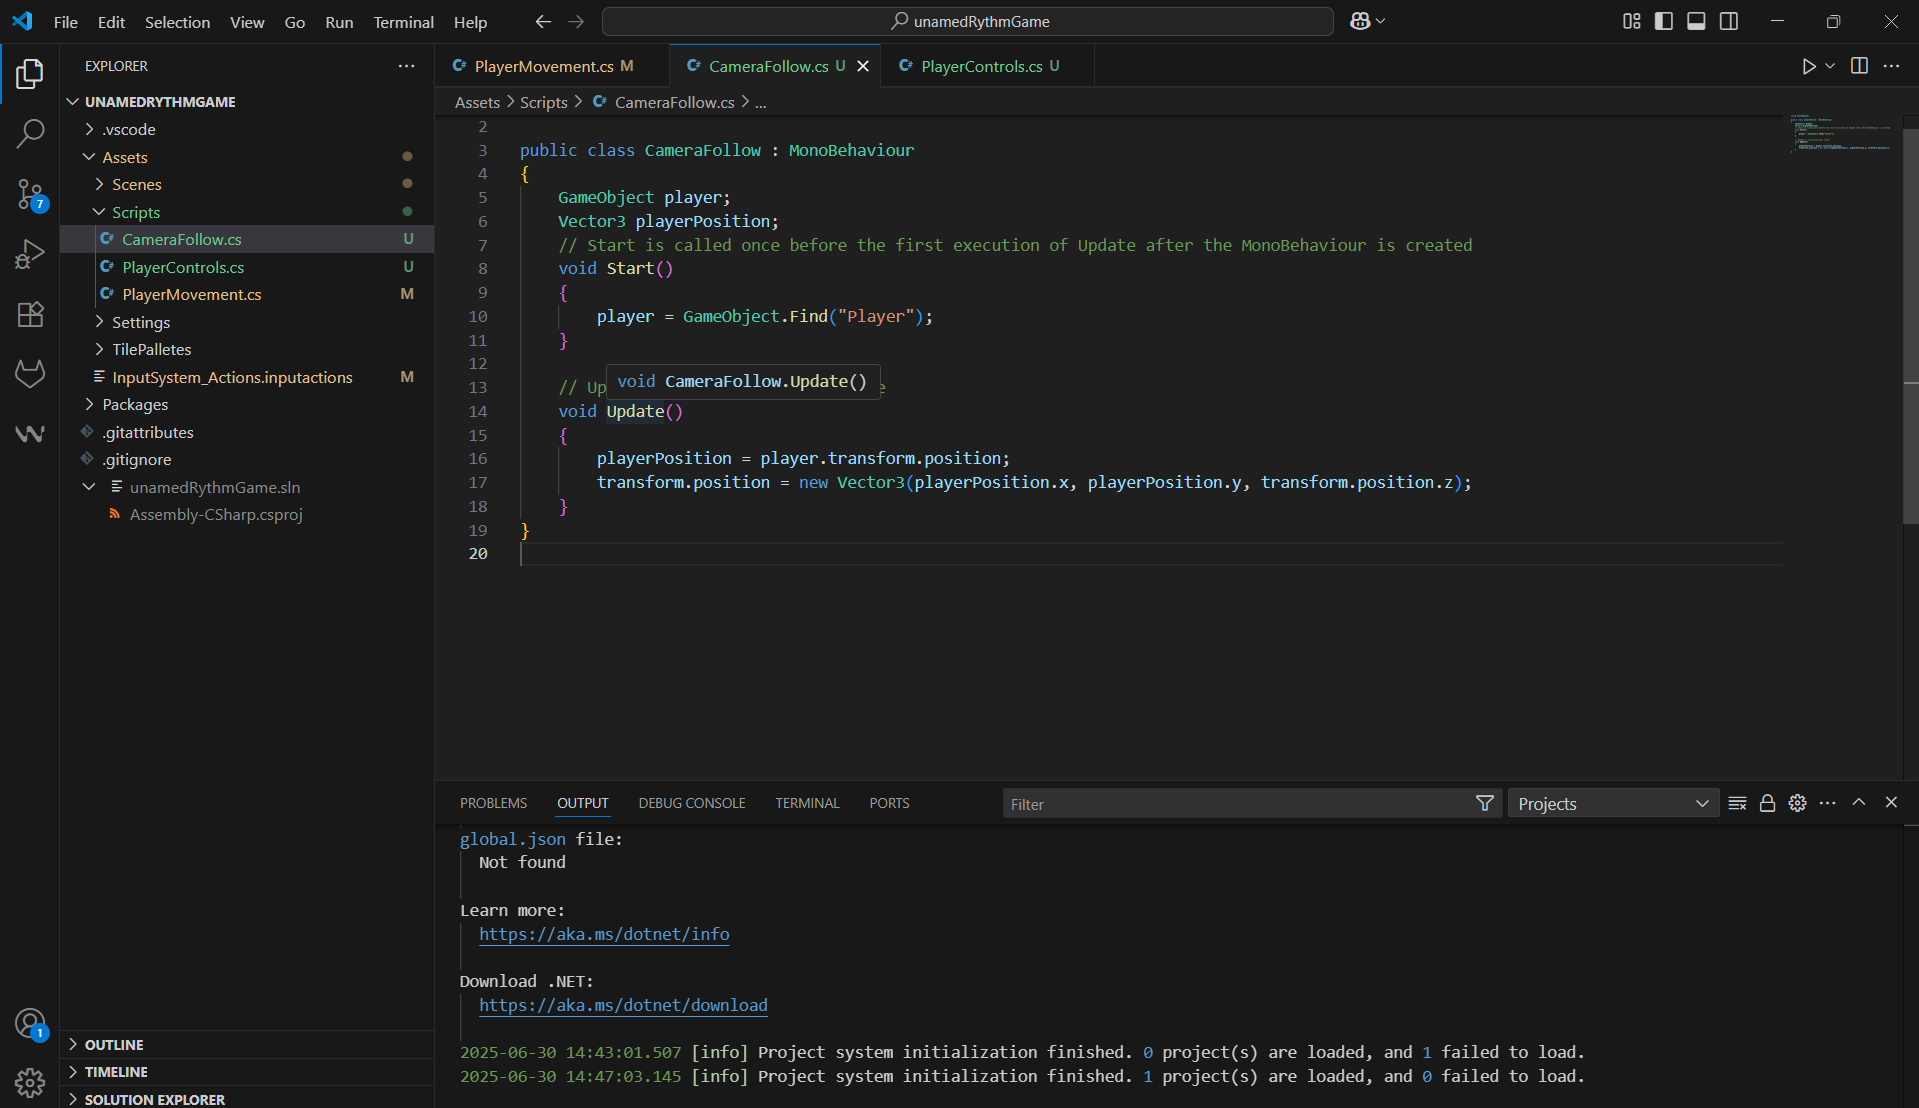 File Edit Selection View Go Run Terminal Help
unamedRythmGame
EXPLORER
UNAMEDRYTHMGAME
.vscode
Assets
Scenes
Scripts
CameraFollow.cs U
PlayerControls.cs U
PlayerMovement.cs M
Settings
TilePalletes
InputSystem_Actions.inputactions M
Packages
.gitattributes
.gitignore
unamedRythmGame.sln
Assembly-CSharp.csproj
OUTLINE
TIMELINE
SOLUTION EXPLORER
7
1
PlayerMovement.cs M
CameraFollow.cs U
PlayerControls.cs U
Assets > Scripts > CameraFollow.cs > ...
2
3 public class CameraFollow : MonoBehaviour
4 {
5 GameObject player;
6 Vector3 playerPosition;
7 // Start is called once before the first execution of Update after the MonoBehaviour is created
8 void Start()
9 {
10 player = GameObject.Find("Player");
11 }
12
void CameraFollow.Update()
13 // Up e
14 void Update()
15 {
16 playerPosition = player.transform.position;
17 transform.position = new Vector3(playerPosition.x, playerPosition.y, transform.position.z);
18 }
19 }
20
PROBLEMS OUTPUT DEBUG CONSOLE TERMINAL PORTS
Filter
Projects
global.json file:
Not found
Learn more:
https://aka.ms/dotnet/info
Download .NET:
https://aka.ms/dotnet/download
2025-06-30 14:43:01.507 [info] Project system initialization finished. 0 project(s) are loaded, and 1 failed to load.
2025-06-30 14:47:03.145 [info] Project system initialization finished. 1 project(s) are loaded, and 0 failed to load.